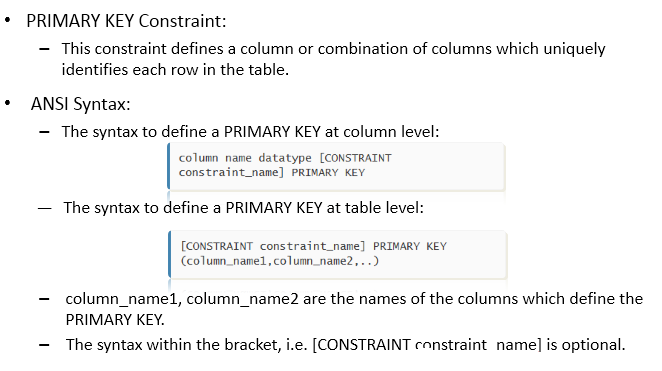 • PRIMARY KEY Constraint:
– This constraint defines a column or combination of columns which uniquely
identifies each row in the table.
• ANSI Syntax:
– The syntax to define a PRIMARY KEY at column level:
column name datatype [CONSTRAINT
constraint_name] PRIMARY KEY
— The syntax to define a PRIMARY KEY at table level:
[CONSTRAINT constraint_name] PRIMARY KEY
(column_name1,column_name2,..)
– column_name1, column_name2 are the names of the columns which define the
PRIMARY KEY.
– The syntax within the bracket, i.e. [CONSTRAINT constraint_name] is optional.